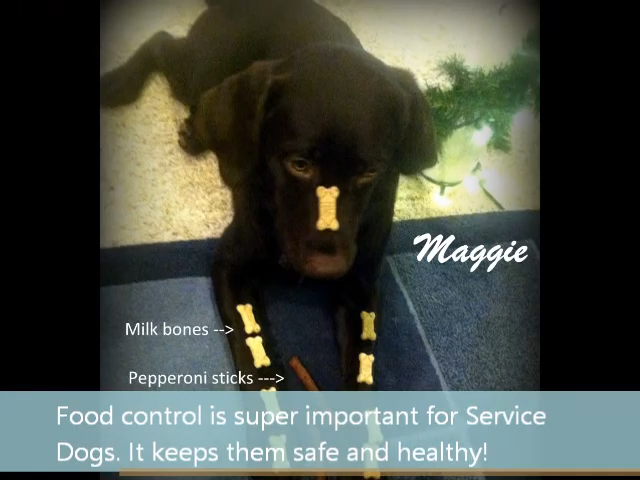 Maggie
Milk bones -->
Pepperoni sticks --->
Food control is super important for Service
Dogs. It keeps them safe and healthy!